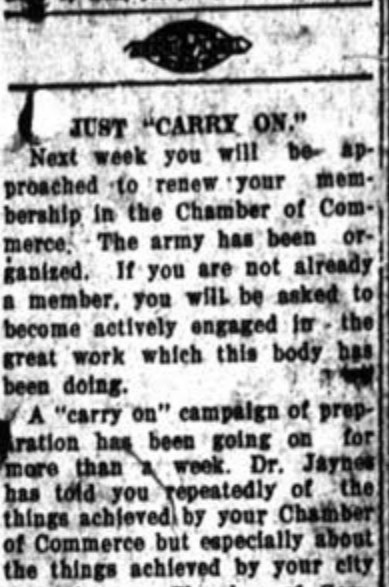 JUST "CARRY ON."
Next week you will be ap-
proached to renew your mem-
bership in the Chamber of Com-
merce. The army has been or-
ganized. If you are not already
a member, you will be asked to
become actively engaged in the
great work which this body has
been doing.
A "carry on" campaign of prep-
aration has been going on for
more than a week. Dr. Jaynes
has told you repeatedly of the
things achieved by your Chamber
of Commerce but especially about
the things achieved by your city